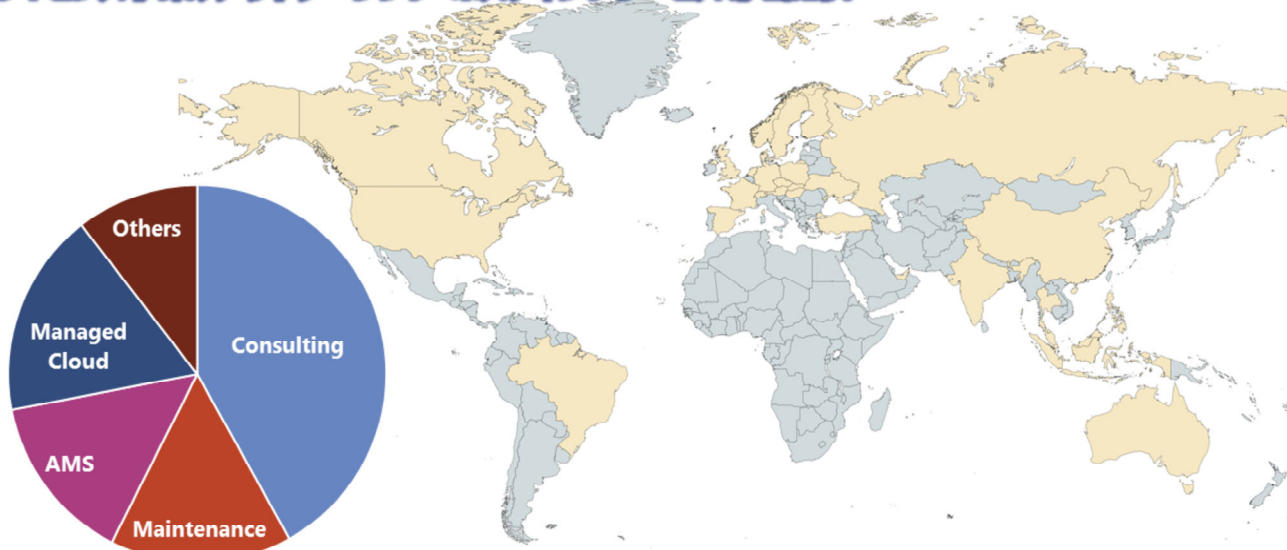 Others
Managed
Cloud
Consulting
AMS
Maintenance